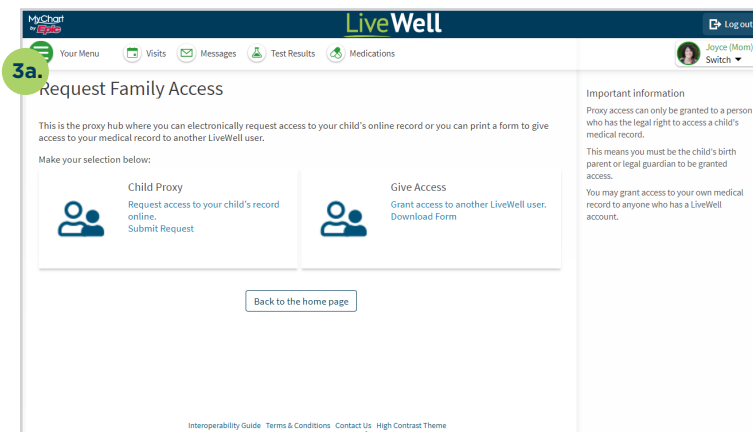 MyChart
by Epic
LiveWell
Log out
Your Menu
Visits
Messages
Test Results
Medications
Joyce (Mom)
Switch
3a.
Request Family Access
This is the proxy hub where you can electronically request access to your child's online record or you can print a form to give
access to your medical record to another LiveWell user.
Make your selection below:
Child Proxy
Request access to your child's record
online.
Submit Request
Give Access
Grant access to another LiveWell user.
Download Form
Back to the home page
Important information
Proxy access can only be granted to a person
who has the legal right to access a child's
medical record.
This means you must be the child's birth
parent or legal guardian to be granted
access.
You may grant access to your own medical
record to anyone who has a LiveWell
account.
Interoperability Guide Terms & Conditions Contact Us High Contrast Theme